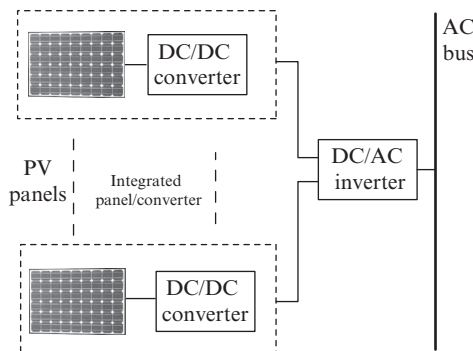 DC/DC
converter
AC
bus
PV
panels
Integrated
panel/converter
DC/AC
inverter
DC/DC
converter